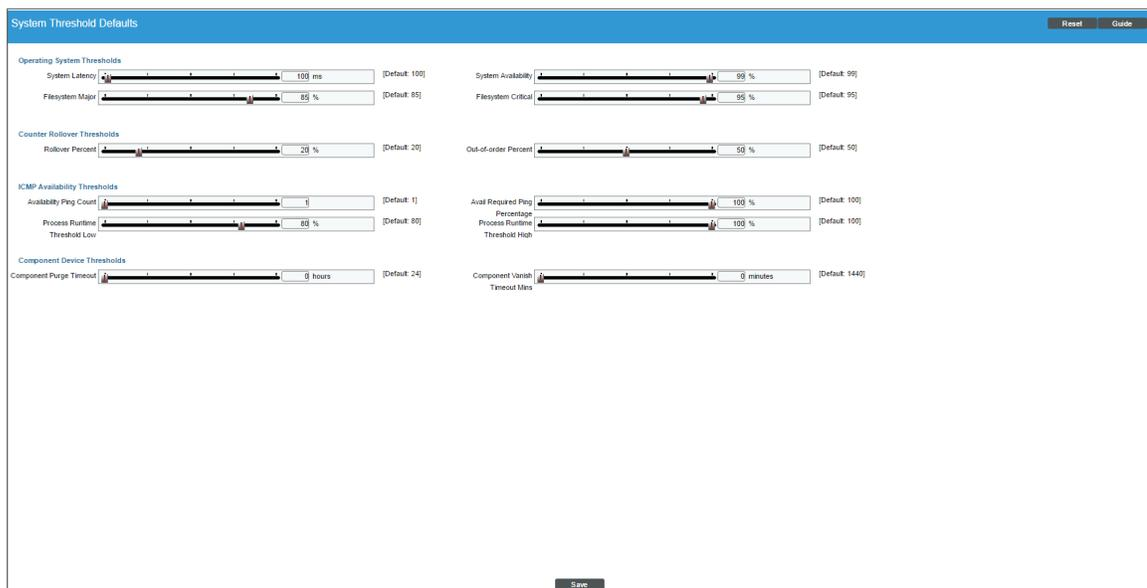 System Threshold Defaults
Reset Guide
Operating System Thresholds
System Latency 100 ms [Default: 100] System Availability 99 % [Default: 99]
Filesystem Major 85 % [Default: 85] Filesystem Critical 95 % [Default: 95]
Counter Rollover Thresholds
Rollover Percent 20 % [Default: 20] Out-of-order Percent 50 % [Default: 50]
ICMP Availability Thresholds
Availability Ping Count 1 [Default: 1] Avail Required Ping 100 % [Default: 100]
Percentage
Process Runtime 80 % [Default: 80] Process Runtime 100 % [Default: 100]
Threshold Low Threshold High
Component Device Thresholds
Component Purge Timeout 0 hours [Default: 24] Component Vanish 0 minutes [Default: 1440]
Timeout Mins
Save